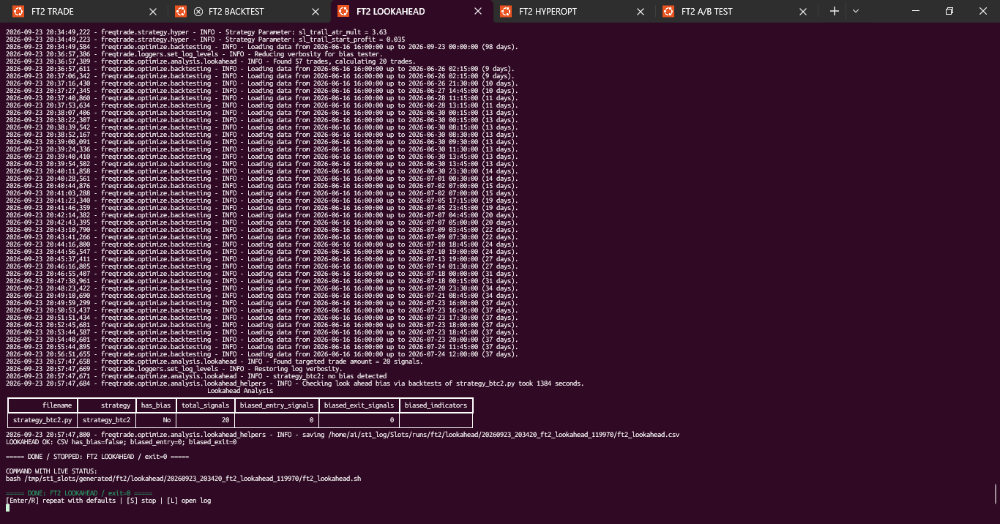 FT2 TRADE
FT2 BACKTEST
FT2 LOOKAHEAD
FT2 HYPEROPT
FT2 A/B TEST
2026-09-23 20:34:49,222 - freqtrade.strategy.hyper - INFO - Strategy Parameter: sl_trail_atr_mult = 3.63
2026-09-23 20:34:49,223 - freqtrade.strategy.hyper - INFO - Strategy Parameter: sl_trail_start_profit = 0.035
2026-09-23 20:34:49,584 - freqtrade.optimize.backtesting - INFO - Loading data from 2026-06-16 16:00:00 up to 2026-09-23 00:00:00 (98 days).
2026-09-23 20:36:57,386 - freqtrade.loggers.set_log_levels - INFO - Reducing verbosity for bias tester.
2026-09-23 20:36:57,389 - freqtrade.optimize.analysis.lookahead - INFO - Found 57 trades, calculating 20 trades.
2026-09-23 20:36:57,611 - freqtrade.optimize.backtesting - INFO - Loading data from 2026-06-16 16:00:00 up to 2026-06-26 02:15:00 (9 days).
2026-09-23 20:37:06,342 - freqtrade.optimize.backtesting - INFO - Loading data from 2026-06-16 16:00:00 up to 2026-06-26 02:15:00 (9 days).
2026-09-23 20:37:16,430 - freqtrade.optimize.backtesting - INFO - Loading data from 2026-06-16 16:00:00 up to 2026-06-26 21:30:00 (10 days).
2026-09-23 20:37:27,345 - freqtrade.optimize.backtesting - INFO - Loading data from 2026-06-16 16:00:00 up to 2026-06-27 14:45:00 (10 days).
2026-09-23 20:37:40,860 - freqtrade.optimize.backtesting - INFO - Loading data from 2026-06-16 16:00:00 up to 2026-06-28 11:15:00 (11 days).
2026-09-23 20:37:53,634 - freqtrade.optimize.backtesting - INFO - Loading data from 2026-06-16 16:00:00 up to 2026-06-28 13:15:00 (11 days).
2026-09-23 20:38:07,406 - freqtrade.optimize.backtesting - INFO - Loading data from 2026-06-16 16:00:00 up to 2026-06-30 00:15:00 (13 days).
2026-09-23 20:38:22,307 - freqtrade.optimize.backtesting - INFO - Loading data from 2026-06-16 16:00:00 up to 2026-06-30 00:15:00 (13 days).
2026-09-23 20:38:39,542 - freqtrade.optimize.backtesting - INFO - Loading data from 2026-06-16 16:00:00 up to 2026-06-30 08:15:00 (13 days).
2026-09-23 20:38:52,167 - freqtrade.optimize.backtesting - INFO - Loading data from 2026-06-16 16:00:00 up to 2026-06-30 08:30:00 (13 days).
2026-09-23 20:39:08,091 - freqtrade.optimize.backtesting - INFO - Loading data from 2026-06-16 16:00:00 up to 2026-06-30 09:30:00 (13 days).
2026-09-23 20:39:24,336 - freqtrade.optimize.backtesting - INFO - Loading data from 2026-06-16 16:00:00 up to 2026-06-30 11:30:00 (13 days).
2026-09-23 20:39:40,410 - freqtrade.optimize.backtesting - INFO - Loading data from 2026-06-16 16:00:00 up to 2026-06-30 13:45:00 (13 days).
2026-09-23 20:39:54,502 - freqtrade.optimize.backtesting - INFO - Loading data from 2026-06-16 16:00:00 up to 2026-06-30 13:45:00 (13 days).
2026-09-23 20:40:11,858 - freqtrade.optimize.backtesting - INFO - Loading data from 2026-06-16 16:00:00 up to 2026-06-30 23:30:00 (14 days).
2026-09-23 20:40:28,561 - freqtrade.optimize.backtesting - INFO - Loading data from 2026-06-16 16:00:00 up to 2026-07-01 00:30:00 (14 days).
2026-09-23 20:40:44,876 - freqtrade.optimize.backtesting - INFO - Loading data from 2026-06-16 16:00:00 up to 2026-07-02 07:00:00 (15 days).
2026-09-23 20:41:03,288 - freqtrade.optimize.backtesting - INFO - Loading data from 2026-06-16 16:00:00 up to 2026-07-02 07:00:00 (15 days).
2026-09-23 20:41:23,340 - freqtrade.optimize.backtesting - INFO - Loading data from 2026-06-16 16:00:00 up to 2026-07-05 17:15:00 (19 days).
2026-09-23 20:41:46,359 - freqtrade.optimize.backtesting - INFO - Loading data from 2026-06-16 16:00:00 up to 2026-07-05 23:45:00 (19 days).
2026-09-23 20:42:14,382 - freqtrade.optimize.backtesting - INFO - Loading data from 2026-06-16 16:00:00 up to 2026-07-07 04:45:00 (20 days).
2026-09-23 20:42:43,395 - freqtrade.optimize.backtesting - INFO - Loading data from 2026-06-16 16:00:00 up to 2026-07-07 05:00:00 (20 days).
2026-09-23 20:43:10,790 - freqtrade.optimize.backtesting - INFO - Loading data from 2026-06-16 16:00:00 up to 2026-07-09 03:45:00 (22 days).
2026-09-23 20:43:41,266 - freqtrade.optimize.backtesting - INFO - Loading data from 2026-06-16 16:00:00 up to 2026-07-09 07:30:00 (22 days).
2026-09-23 20:44:16,800 - freqtrade.optimize.backtesting - INFO - Loading data from 2026-06-16 16:00:00 up to 2026-07-10 18:45:00 (24 days).
2026-09-23 20:44:56,547 - freqtrade.optimize.backtesting - INFO - Loading data from 2026-06-16 16:00:00 up to 2026-07-10 19:00:00 (24 days).
2026-09-23 20:45:37,411 - freqtrade.optimize.backtesting - INFO - Loading data from 2026-06-16 16:00:00 up to 2026-07-13 19:00:00 (27 days).
2026-09-23 20:46:16,805 - freqtrade.optimize.backtesting - INFO - Loading data from 2026-06-16 16:00:00 up to 2026-07-14 01:30:00 (27 days).
2026-09-23 20:46:55,407 - freqtrade.optimize.backtesting - INFO - Loading data from 2026-06-16 16:00:00 up to 2026-07-18 00:00:00 (31 days).
2026-09-23 20:47:38,961 - freqtrade.optimize.backtesting - INFO - Loading data from 2026-06-16 16:00:00 up to 2026-07-18 00:15:00 (31 days).
2026-09-23 20:48:23,422 - freqtrade.optimize.backtesting - INFO - Loading data from 2026-06-16 16:00:00 up to 2026-07-20 23:30:00 (34 days).
2026-09-23 20:49:10,690 - freqtrade.optimize.backtesting - INFO - Loading data from 2026-06-16 16:00:00 up to 2026-07-21 08:45:00 (34 days).
2026-09-23 20:49:59,299 - freqtrade.optimize.backtesting - INFO - Loading data from 2026-06-16 16:00:00 up to 2026-07-23 16:00:00 (37 days).
2026-09-23 20:50:53,437 - freqtrade.optimize.backtesting - INFO - Loading data from 2026-06-16 16:00:00 up to 2026-07-23 16:45:00 (37 days).
2026-09-23 20:51:51,434 - freqtrade.optimize.backtesting - INFO - Loading data from 2026-06-16 16:00:00 up to 2026-07-23 17:30:00 (37 days).
2026-09-23 20:52:45,681 - freqtrade.optimize.backtesting - INFO - Loading data from 2026-06-16 16:00:00 up to 2026-07-23 18:00:00 (37 days).
2026-09-23 20:53:44,587 - freqtrade.optimize.backtesting - INFO - Loading data from 2026-06-16 16:00:00 up to 2026-07-23 18:45:00 (37 days).
2026-09-23 20:54:40,601 - freqtrade.optimize.backtesting - INFO - Loading data from 2026-06-16 16:00:00 up to 2026-07-23 20:00:00 (37 days).
2026-09-23 20:55:44,895 - freqtrade.optimize.backtesting - INFO - Loading data from 2026-06-16 16:00:00 up to 2026-07-24 11:45:00 (37 days).
2026-09-23 20:56:51,655 - freqtrade.optimize.backtesting - INFO - Loading data from 2026-06-16 16:00:00 up to 2026-07-24 12:00:00 (37 days).
2026-09-23 20:57:47,658 - freqtrade.optimize.analysis.lookahead - INFO - Found targeted trade amount = 20 signals.
2026-09-23 20:57:47,669 - freqtrade.loggers.set_log_levels - INFO - Restoring log verbosity.
2026-09-23 20:57:47,671 - freqtrade.optimize.analysis.lookahead - INFO - strategy_btc2: no bias detected
2026-09-23 20:57:47,684 - freqtrade.optimize.analysis.lookahead_helpers - INFO - Checking look ahead bias via backtests of strategy_btc2.py took 1384 seconds.
Lookahead Analysis
filename strategy has_bias total_signals biased_entry_signals biased_exit_signals biased_indicators
strategy_btc2.py strategy_btc2 No 20 0 0
2026-09-23 20:57:47,800 - freqtrade.optimize.analysis.lookahead_helpers - INFO - saving /home/ai/st1_log/Slots/runs/ft2/lookahead/20260923_203420_ft2_lookahead_119970/ft2_lookahead.csv
LOOKAHEAD OK: CSV has_bias=false; biased_entry=0; biased_exit=0
===== DONE / STOPPED: FT2 LOOKAHEAD / exit=0 =====
COMMAND WITH LIVE STATUS:
bash /tmp/st1_slots/generated/ft2/lookahead/20260923_203420_ft2_lookahead_119970/ft2_lookahead.sh
===== DONE: FT2 LOOKAHEAD / exit=0 =====
[Enter/R] repeat with defaults | [S] stop | [L] open log